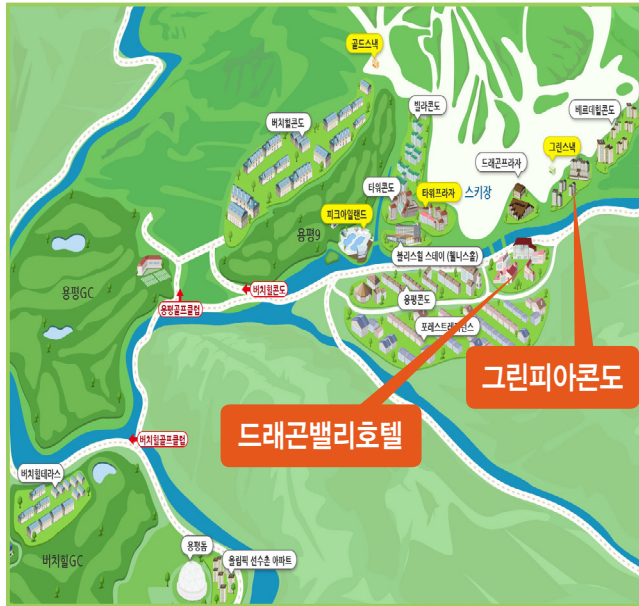 골드스낵
버치힐콘도
빌라콘도
베르데힐콘도
그린스낵
드래곤프라자
타워콘도
타워프라자
스키장
피크아일랜드
용평9
블리스힐 스테이 (웰니스홀)
버치힐콘도
용평콘도
용평GC
용평골프클럽
포레스트레지던스
그린피아콘도
드래곤밸리호텔
버치힐골프클럽
버치힐테라스
용평돔
올림픽 선수촌 아파트
버치힐GC